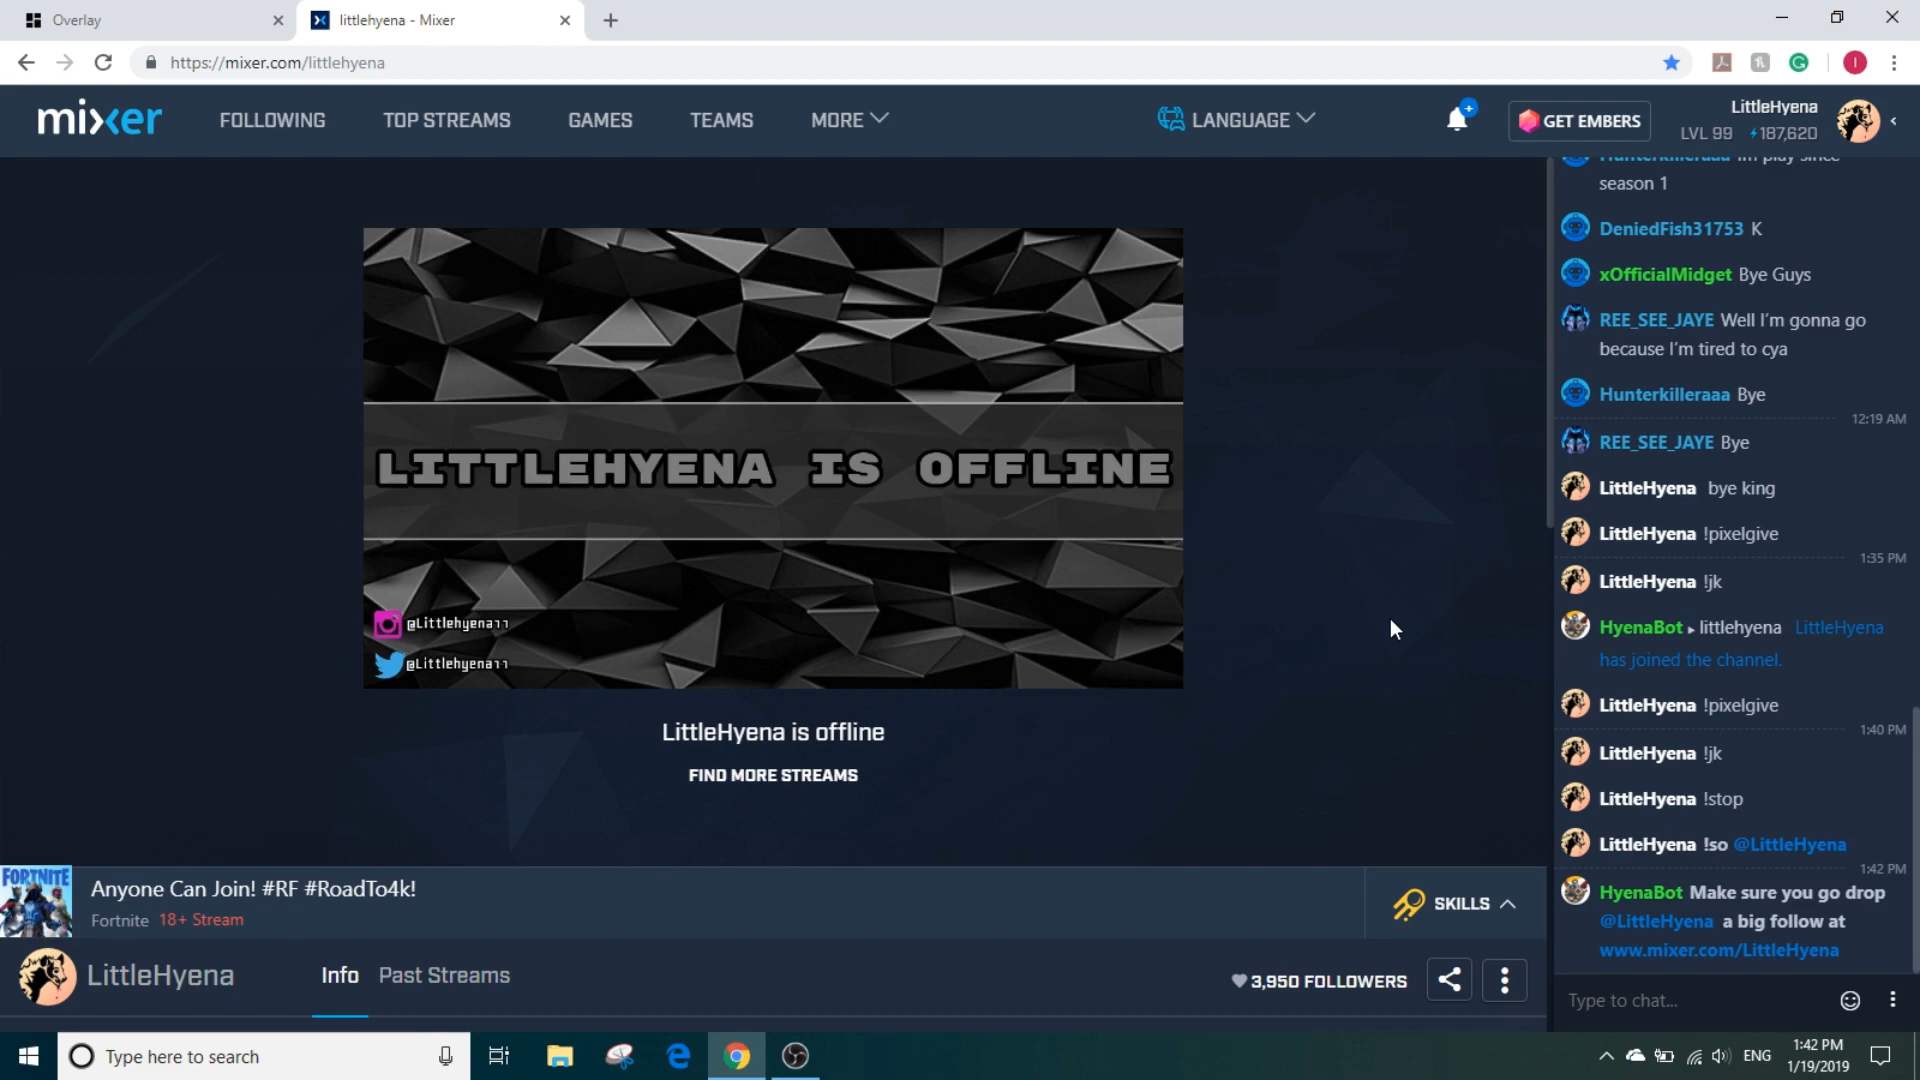 Overlay
littlehyena - Mixer
https://mixer.com/littlehyena
mixer
FOLLOWING
TOP STREAMS
GAMES
TEAMS
MORE
LANGUAGE
GET EMBERS
LittleHyena
LVL 99 187,620
LITTLEHYENA IS OFFLINE
@Littlehyena11
@Littlehyena11
LittleHyena is offline
FIND MORE STREAMS
FORTNITE
Anyone Can Join! #RF #RoadTo4k!
Fortnite 18+ Stream
SKILLS
LittleHyena
Info
Past Streams
3,950 FOLLOWERS
Hunterkilleraaa Im play since
season 1
DeniedFish31753 K
xOfficialMidget Bye Guys
REE_SEE_JAYE Well I'm gonna go
because I'm tired to cya
Hunterkilleraaa Bye
12:19 AM
REE_SEE_JAYE Bye
LittleHyena bye king
LittleHyena !pixelgive
1:35 PM
LittleHyena !jk
HyenaBot ▸ littlehyena LittleHyena
has joined the channel.
LittleHyena !pixelgive
1:40 PM
LittleHyena !jk
LittleHyena !stop
LittleHyena !so @LittleHyena
1:42 PM
HyenaBot Make sure you go drop
@LittleHyena a big follow at
www.mixer.com/LittleHyena
Type to chat...
Type here to search
ENG
1:42 PM
1/19/2019